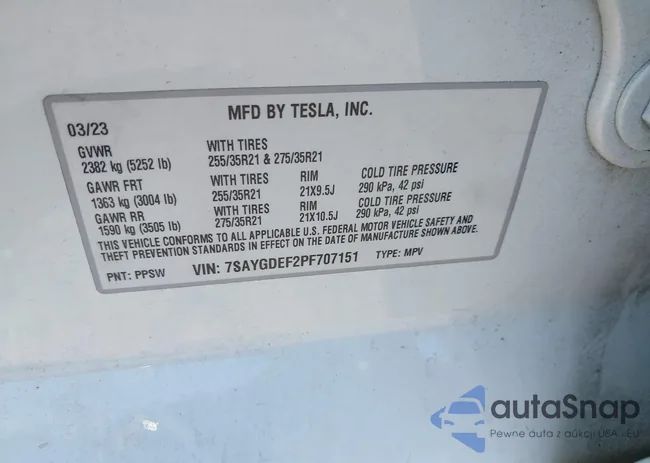 MFD BY TESLA, INC.
03/23
GVWR WITH TIRES
2382 kg (5252 lb) 255/35R21 & 275/35R21
GAWR FRT WITH TIRES RIM COLD TIRE PRESSURE
1363 kg (3004 lb) 255/35R21 21X9.5J 290 kPa, 42 psi
GAWR RR WITH TIRES RIM COLD TIRE PRESSURE
1590 kg (3505 lb) 275/35R21 21X10.5J 290 kPa, 42 psi
THIS VEHICLE CONFORMS TO ALL APPLICABLE U.S. FEDERAL MOTOR VEHICLE SAFETY AND
THEFT PREVENTION STANDARDS IN EFFECT ON THE DATE OF MANUFACTURE SHOWN ABOVE.
PNT: PPSW VIN: 7SAYGDEF2PF707151 TYPE: MPV
autaSnap
Pewne auta z aukcji USA - EU